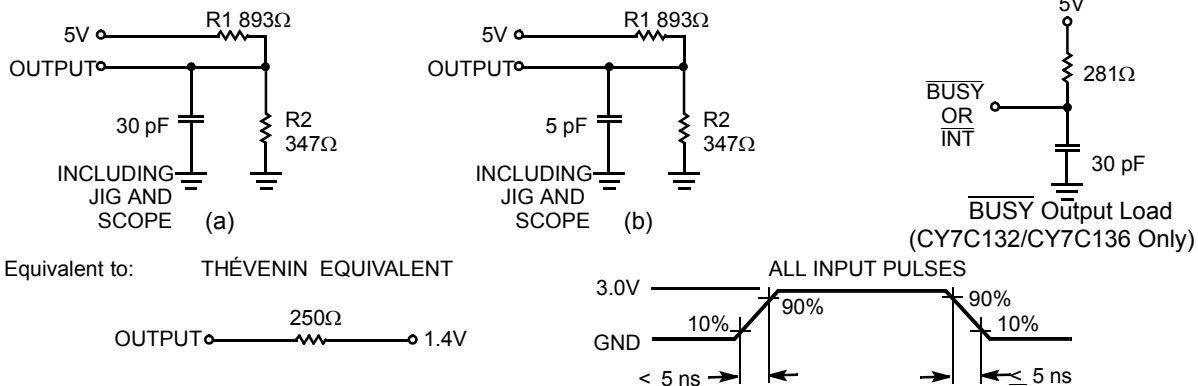 5V
R1 893Ω
OUTPUT
30 pF
R2
347Ω
INCLUDING
JIG AND
SCOPE
(a)
5V
R1 893Ω
OUTPUT
5 pF
R2
347Ω
INCLUDING
JIG AND
SCOPE
(b)
5V
281Ω
BUSY
OR
INT
30 pF
BUSY Output Load
(CY7C132/CY7C136 Only)
Equivalent to: THÉVENIN EQUIVALENT
OUTPUT
250Ω
1.4V
ALL INPUT PULSES
3.0V
GND
10%
90%
90%
10%
< 5 ns
≤ 5 ns